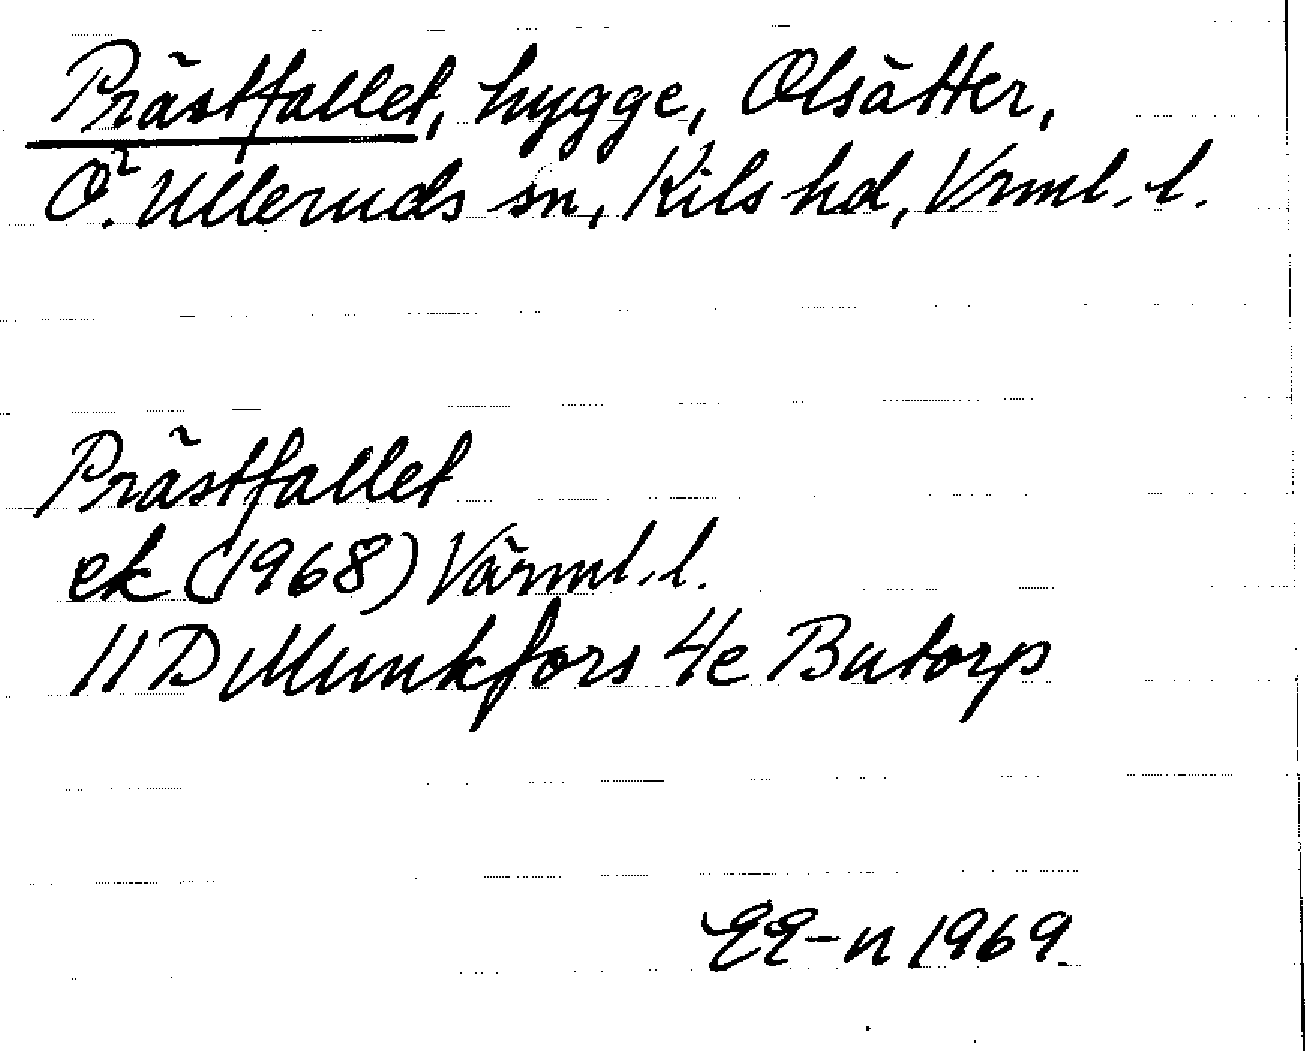 Prästfallet, hygge, Olsätter,
Ö. Ulleruds sn, Kils hd, Vrml. l.
Prästfallet
ek (1968) Värml. l.
11 D Munkfors 4e Butorp
EE-n 1969